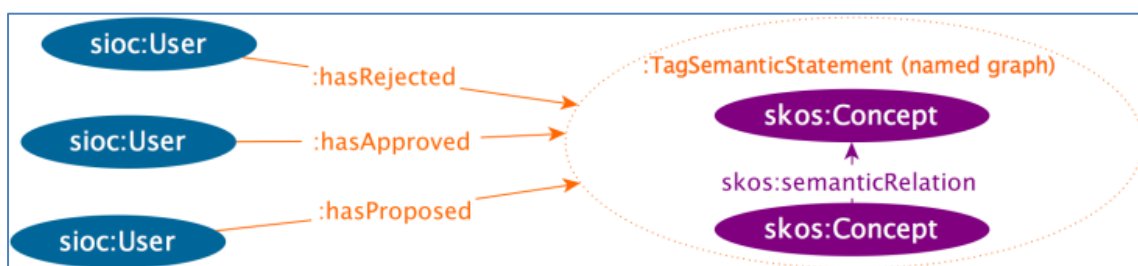 sioc:User
:hasRejected
:TagSemanticStatement (named graph)
skos:Concept
sioc:User
:hasApproved
skos:semanticRelation
:hasProposed
sioc:User
skos:Concept